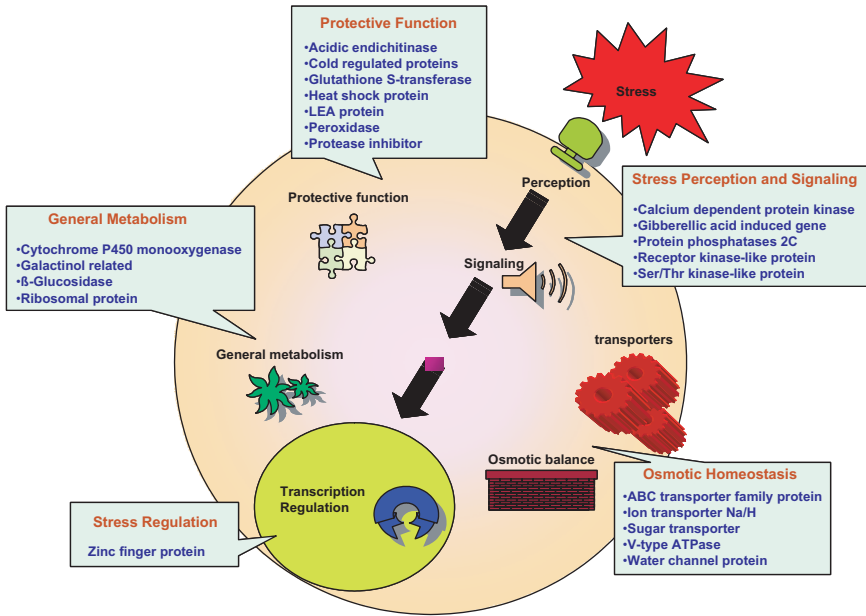 Protective Function
•Acidic endichitinase
•Cold regulated proteins
•Glutathione S-transferase
•Heat shock protein
•LEA protein
•Peroxidase
•Protease inhibitor
Stress
Perception
Protective function
Stress Perception and Signaling
•Calcium dependent protein kinase
•Gibberellic acid induced gene
•Protein phosphatases 2C
•Receptor kinase-like protein
•Ser/Thr kinase-like protein
General Metabolism
•Cytochrome P450 monooxygenase
•Galactinol related
•ß-Glucosidase
•Ribosomal protein
Signaling
General metabolism
transporters
Osmotic balance
Osmotic Homeostasis
•ABC transporter family protein
•Ion transporter Na/H
•Sugar transporter
•V-type ATPase
•Water channel protein
Transcription
Regulation
Stress Regulation
Zinc finger protein